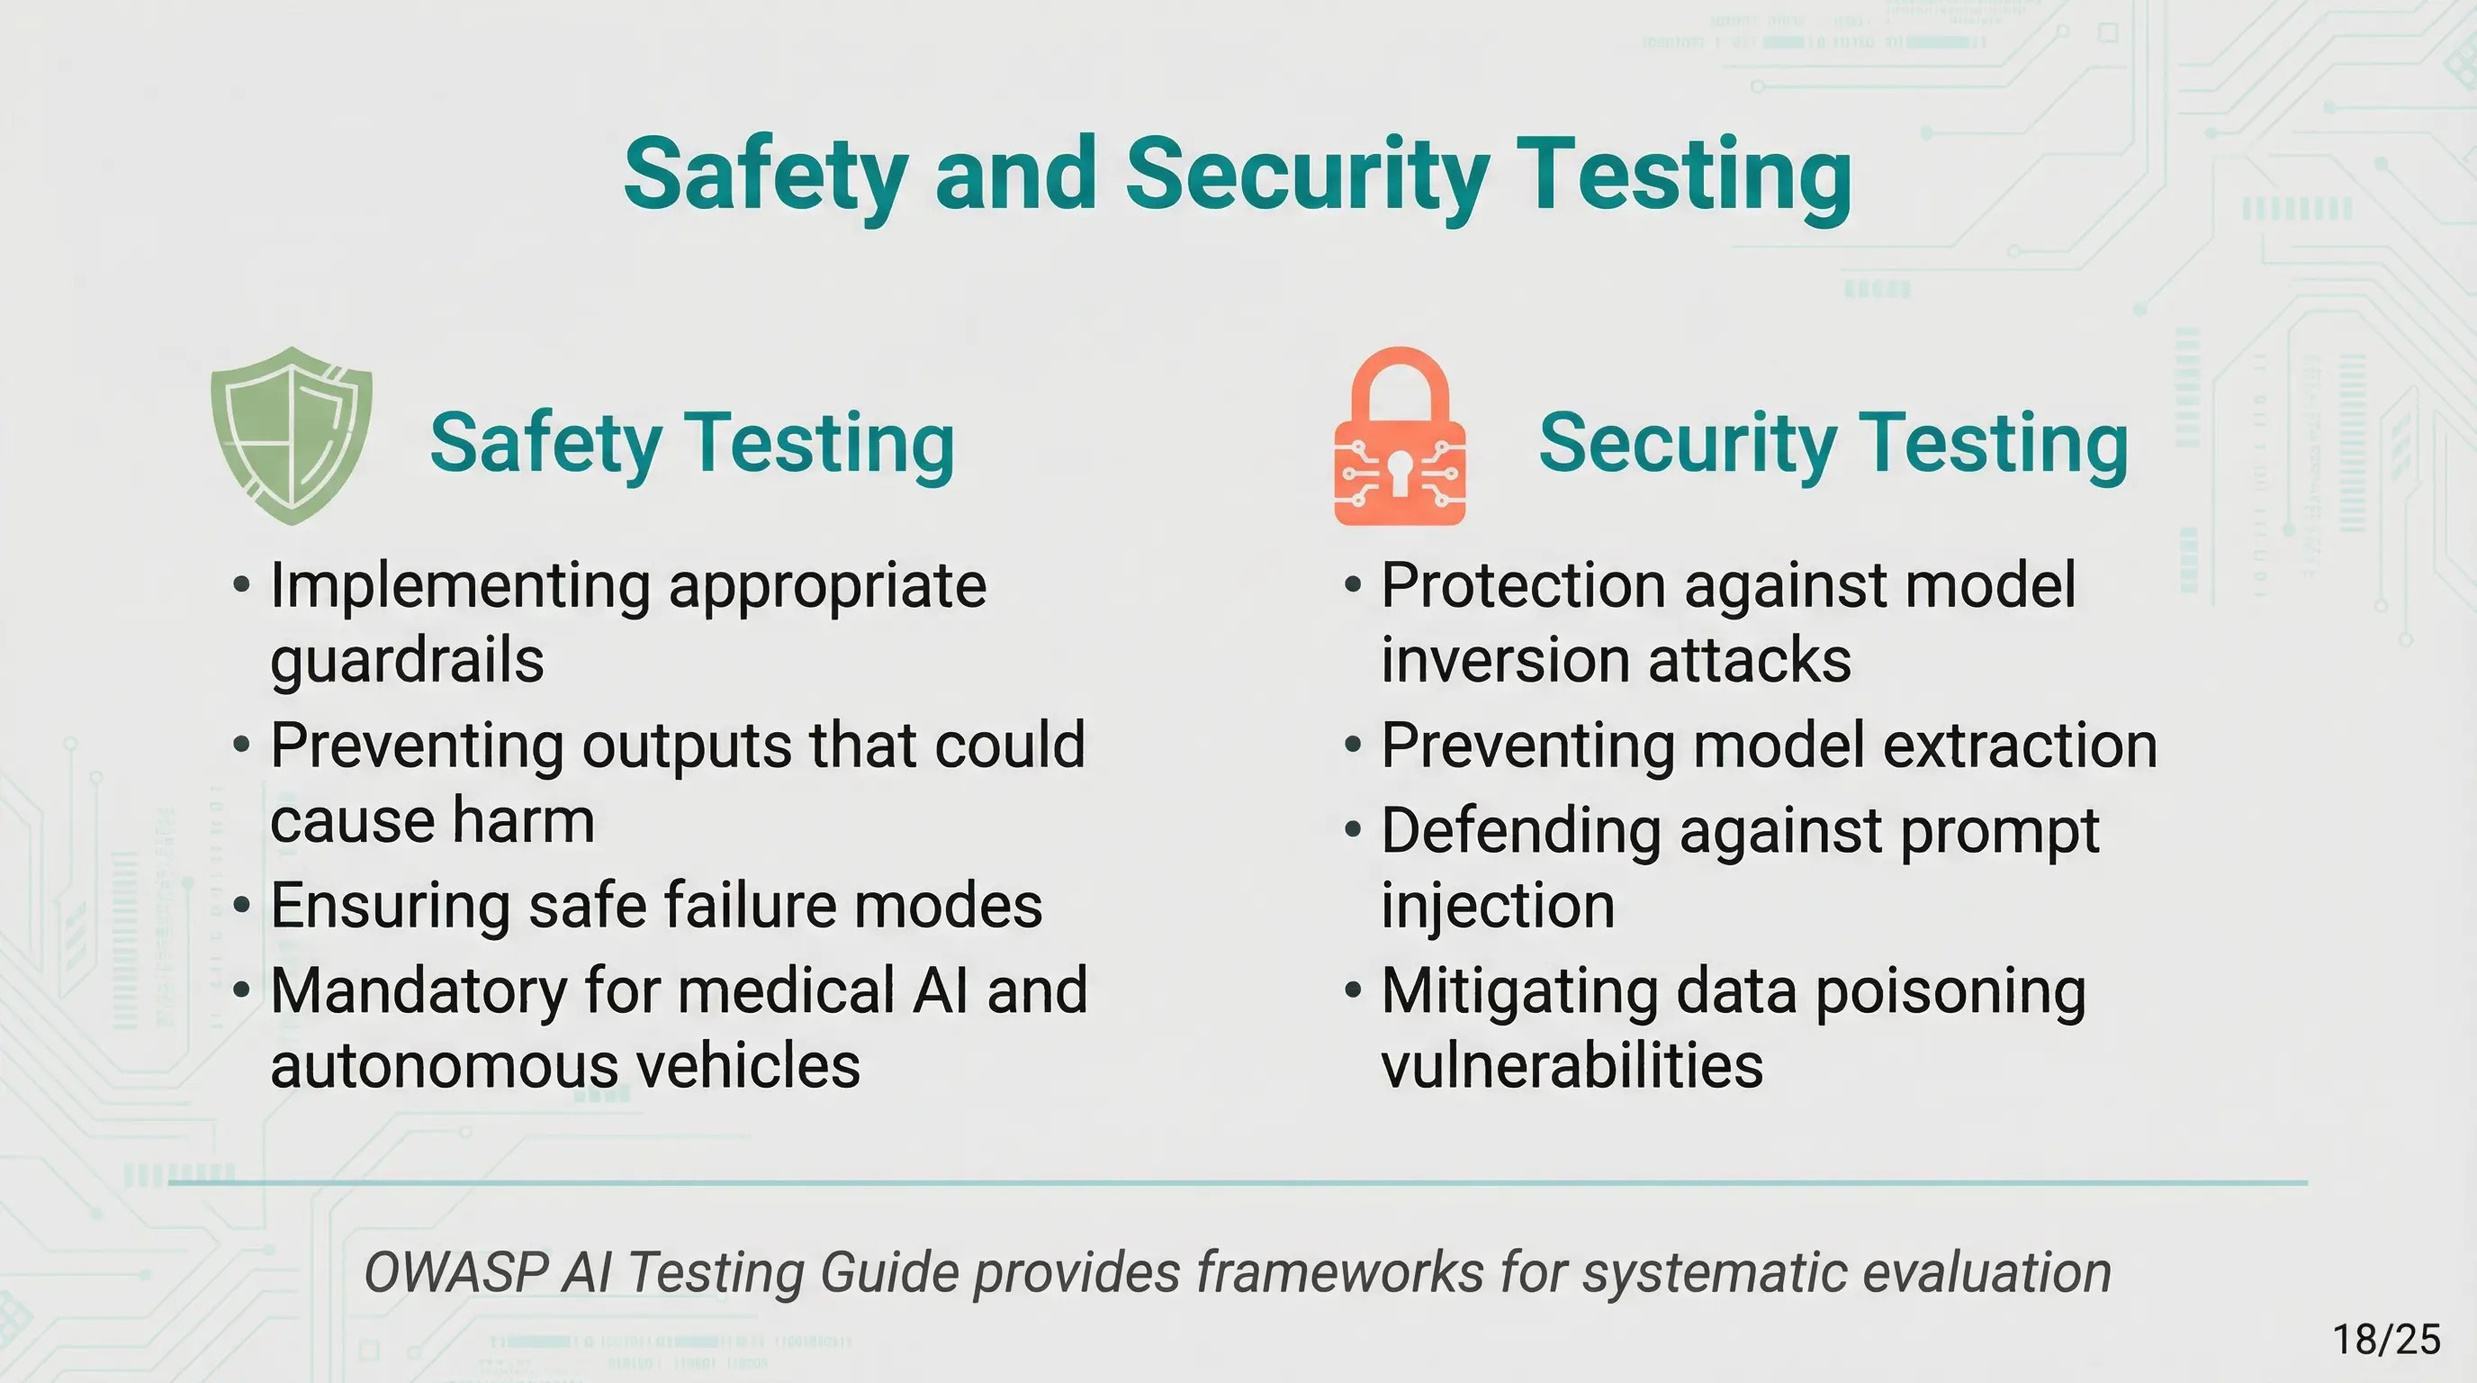 Safety and Security Testing
Safety Testing
• Implementing appropriate
guardrails
• Preventing outputs that could
cause harm
• Ensuring safe failure modes
• Mandatory for medical AI and
autonomous vehicles
Security Testing
• Protection against model
inversion attacks
• Preventing model extraction
• Defending against prompt
injection
• Mitigating data poisoning
vulnerabilities
OWASP AI Testing Guide provides frameworks for systematic evaluation
18/25